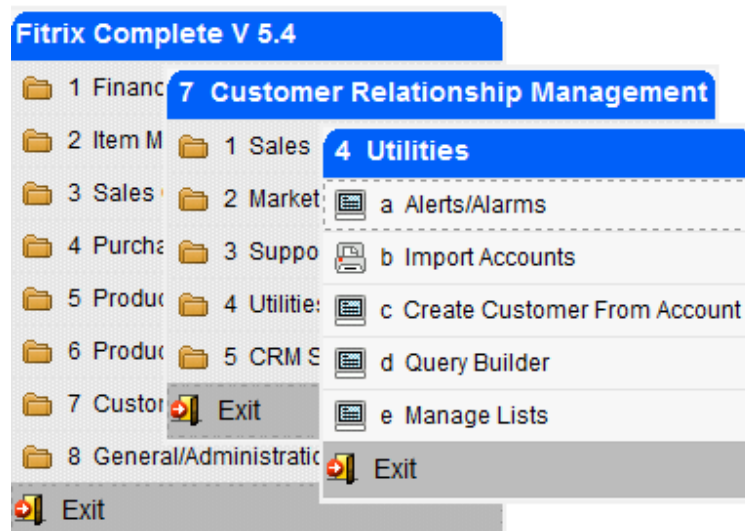 Fitrix Complete V 5.4
1 Financ
2 Item M
3 Sales
4 Purcha
5 Produc
6 Produc
7 Custor
8 General/Administratic
Exit
7 Customer Relationship Management
1 Sales
2 Market
3 Suppo
4 Utilities
5 CRM S
Exit
4 Utilities
a Alerts/Alarms
b Import Accounts
c Create Customer From Account
d Query Builder
e Manage Lists
Exit